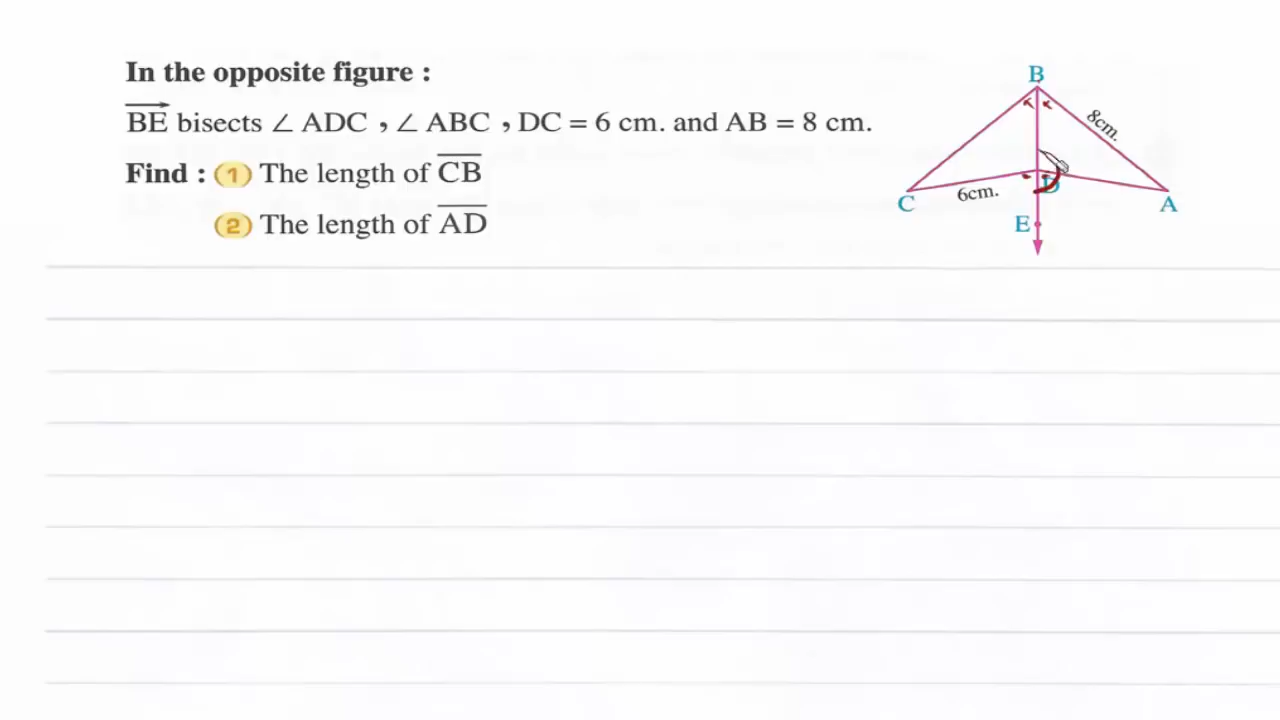 In the opposite figure :
BE bisects ∠ ADC , ∠ ABC , DC = 6 cm. and AB = 8 cm.
Find : 1 The length of CB
2 The length of AD
B
8cm.
6cm.
D
C
A
E